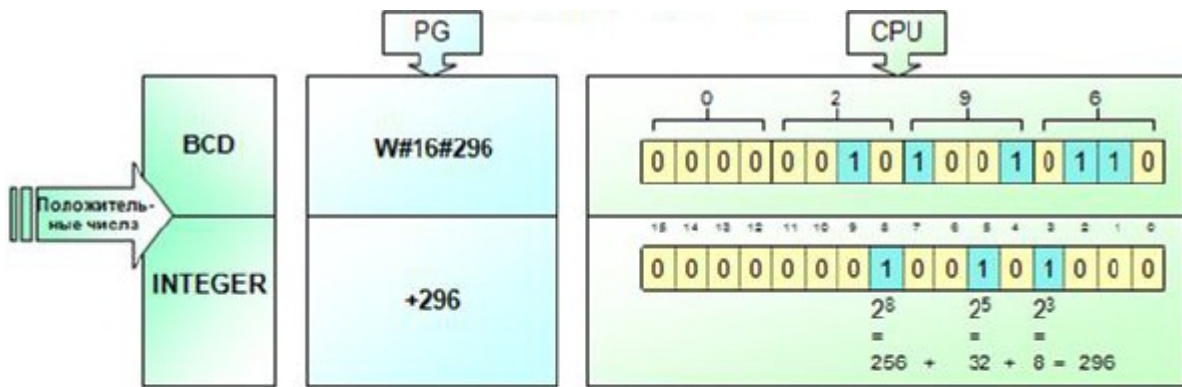 PG
CPU
0 2 9 6
BCD
W#16#296
0 0 0 0 0 0 1 0 1 0 0 1 0 1 1 0
Положитель-
ные числа
15 14 13 12 11 10 9 8 7 6 5 4 3 2 1 0
INTEGER
+296
0 0 0 0 0 0 0 1 0 0 1 0 1 0 0 0
2⁸ 2⁵ 2³
= = =
256 + 32 + 8 = 296